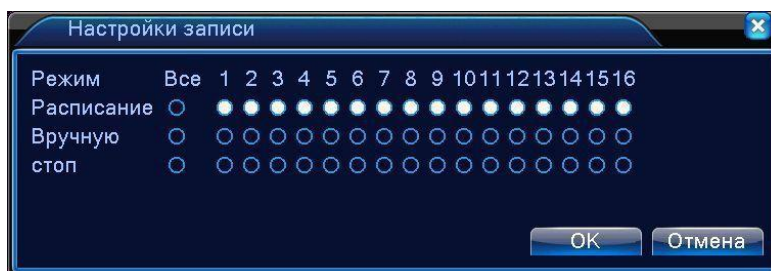 Настройки записи
Режим Все 1 2 3 4 5 6 7 8 9 10 11 12 13 14 15 16
Расписание
Вручную
стоп
OK Отмена